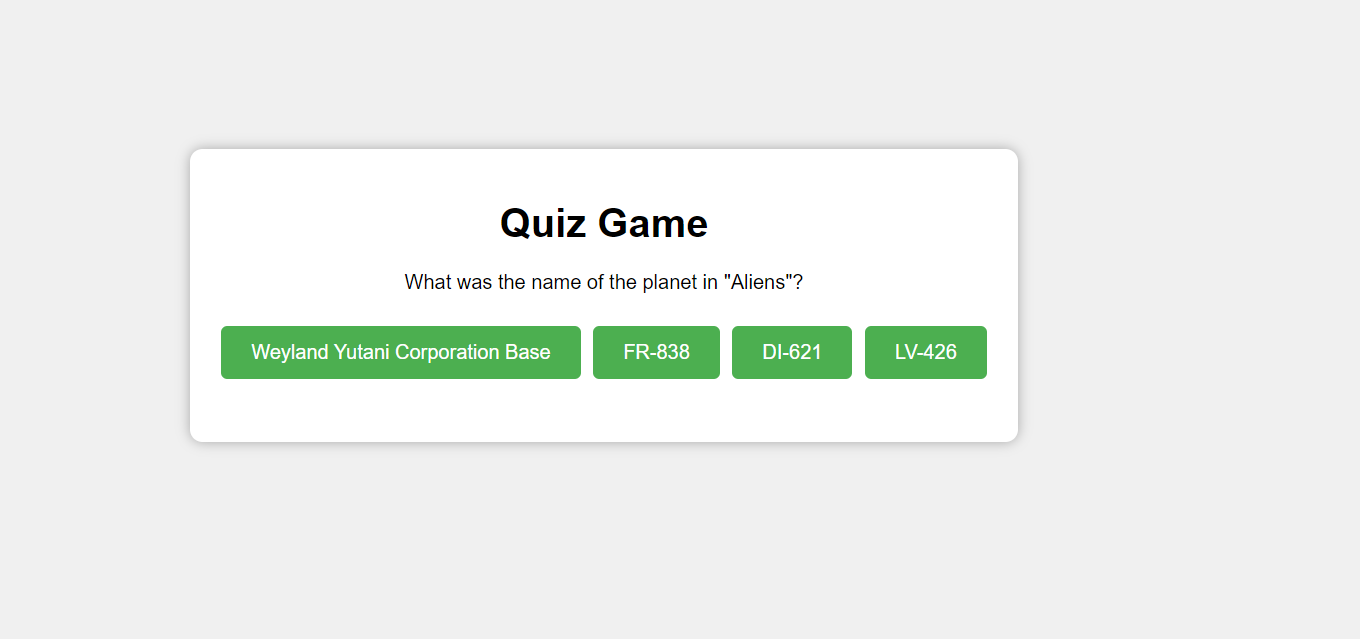 Quiz Game
What was the name of the planet in "Aliens"?
Weyland Yutani Corporation Base FR-838 DI-621 LV-426